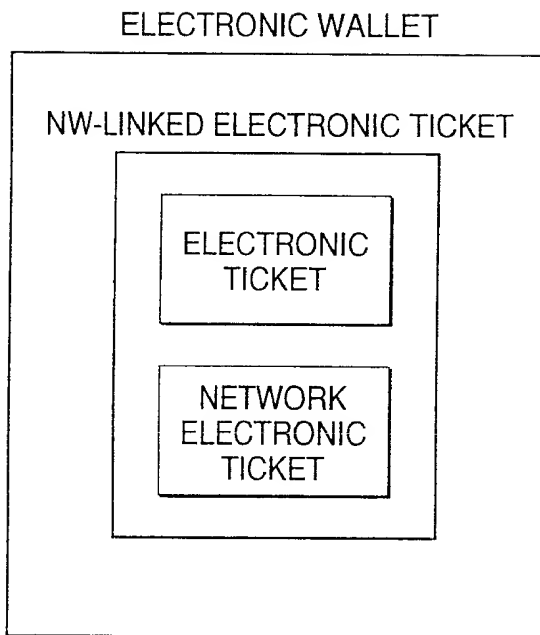 ELECTRONIC WALLET
NW-LINKED ELECTRONIC TICKET
ELECTRONIC
TICKET
NETWORK
ELECTRONIC
TICKET